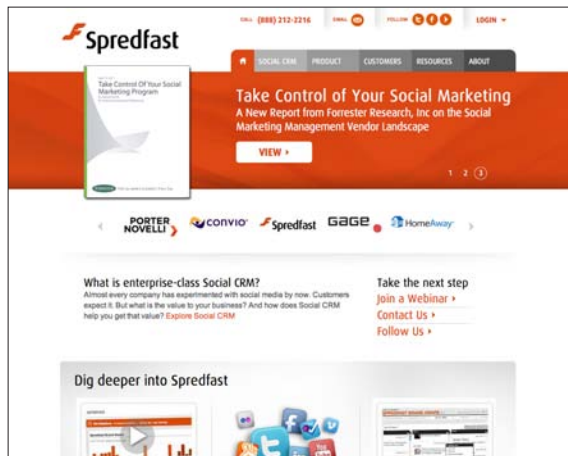 CALL (888) 212-2216
EMAIL
FOLLOW
LOGIN
Spredfast
SOCIAL CRM
PRODUCT
CUSTOMERS
RESOURCES
ABOUT
Take Control Of Your Social
Marketing Program
Take Control of Your Social Marketing
A New Report from Forrester Research, Inc on the Social
Marketing Management Vendor Landscape
VIEW
1 2 3
PORTER
NOVELLI
convio
Spredfast
GAGE
HomeAway
What is enterprise-class Social CRM?
Almost every company has experimented with social media by now. Customers
expect it. But what is the value to your business? And how does Social CRM
help you get that value? Explore Social CRM
Take the next step
Join a Webinar
Contact Us
Follow Us
Dig deeper into Spredfast
You